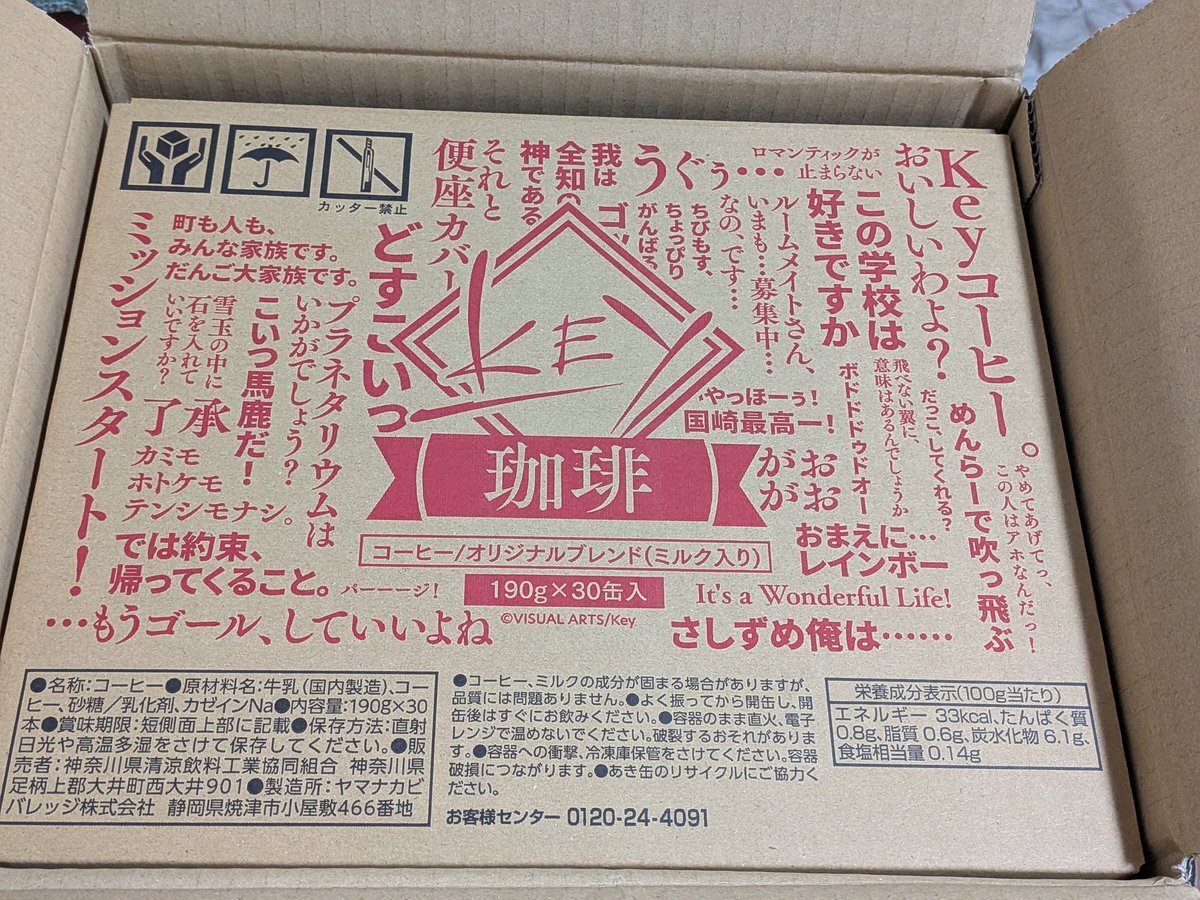 カッター禁止
Keyコーヒー。
おいしいわよ?
ロマンティックが
止まらない
この学校は
好きですか
うぐぅ…
我は
全知の
神である
それと
便座カバー
ルームメイトさん、
いまも…募集中…
なの、です…
ちびもす、
ちょっぴり
がんばる
ゴッ
どすこいっ
町も人も、
みんな家族です。
だんご大家族です。
ミッションスタート!
プラネタリウムは
いかがでしょう?
こいつ馬鹿だ!
雪玉の中に
石を入れて
いいですか?
了承
カミモ
ホトケモ
テンシモナシ。
では約束、
帰ってくること。
パーーージ!
…もうゴール、していいよね
KEY
珈琲
飛べない翼に、
意味はあるんでしょうか
ボドドドゥドオー
だっこ、してくれる?
めんらーで吹っ飛ぶ
やめてあげてっ、
この人はアホなんだっ!
やっほーぅ!
国崎最高ー!
おお
がが
おまえに…
レインボー
It's a Wonderful Life!
さしずめ俺は……
コーヒー/オリジナルブレンド(ミルク入り)
190g×30缶入
©VISUAL ARTS/Key
●名称:コーヒー●原材料名:牛乳(国内製造)、コー
ヒー、砂糖/乳化剤、カゼインNa●内容量:190g×30
本●賞味期限:短側面上部に記載●保存方法:直射
日光や高温多湿をさけて保存してください。●販
売者:神奈川県清涼飲料工業協同組合 神奈川県
足柄上郡大井町西大井901●製造所:ヤマナカビ
バレッジ株式会社 静岡県焼津市小屋敷466番地
●コーヒー、ミルクの成分が固まる場合がありますが、
品質には問題ありません。●よく振ってから開缶し、開
缶後はすぐにお飲みください。●容器のまま直火、電子
レンジで温めないでください。破裂するおそれがありま
す。●容器への衝撃、冷凍庫保管をさけてください。容器
破損につながります。●あき缶のリサイクルにご協力く
ださい。
お客様センター 0120-24-4091
栄養成分表示(100g当たり)
エネルギー 33kcal、たんぱく質
0.8g、脂質 0.6g、炭水化物 6.1g、
食塩相当量 0.14g